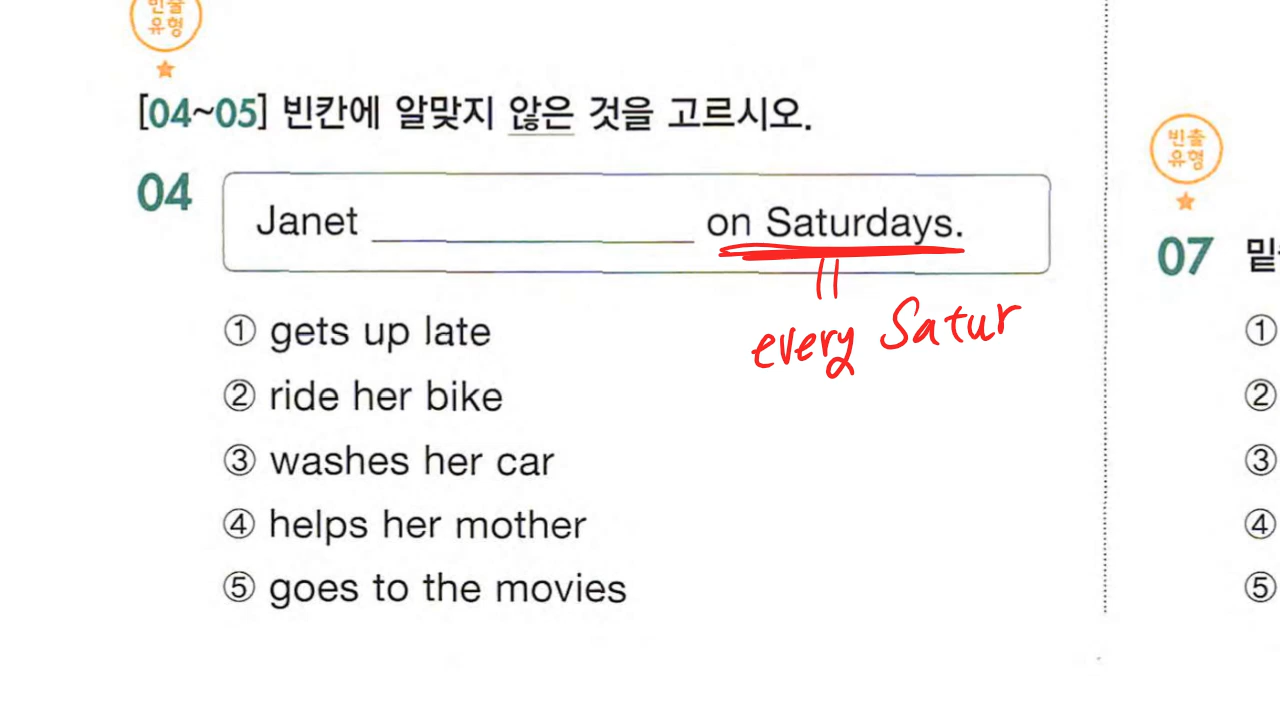 빈출
유형
[04~05] 빈칸에 알맞지 않은 것을 고르시오.
04 Janet on Saturdays.
every Satur
① gets up late
② ride her bike
③ washes her car
④ helps her mother
⑤ goes to the movies
빈출
유형
07
①
②
③
④
⑤